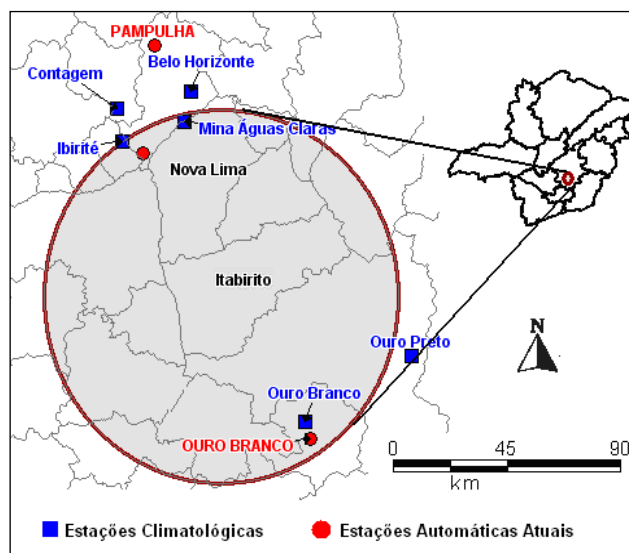 PAMPULHA
Belo Horizonte
Contagem
Mina Águas Claras
Ibirité
Nova Lima
Itabirito
Ouro Preto
N
Ouro Branco
OURO BRANCO
0 45 90
km
Estações Climatológicas
Estações Automáticas Atuais